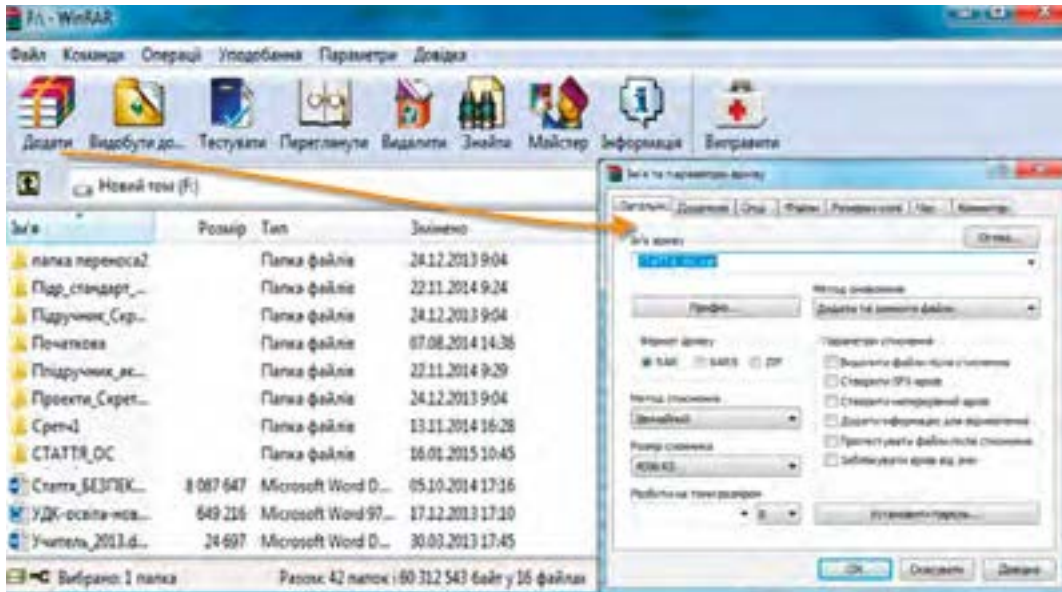 F:\ - WinRAR
Файл Команди Операції Уподобання Параметри Довідка
Додати Видобути до... Тестувати Переглянути Видалити Знайти Майстер Інформація Виправити
Новий том (F:)
Ім'я Розмір Тип Змінено
папка переноса2 Папка файлів 24.12.2013 9:04
Підр_стандарт_... Папка файлів 22.11.2014 9:24
Підручник_Скр... Папка файлів 24.12.2013 9:04
Початкова Папка файлів 07.08.2014 14:36
Ппідручник_ак... Папка файлів 22.11.2014 9:29
Проекти_Скрет... Папка файлів 24.12.2013 9:04
Сретч1 Папка файлів 13.11.2014 16:28
СТАТТЯ_ОС Папка файлів 16.01.2015 10:45
Стаття_БЕЗПЕК... 8 087 647 Microsoft Word D... 05.10.2014 17:16
УДК-освіта-нов... 649 216 Microsoft Word 97... 17.12.2013 17:10
Учитель_2013.d... 24 697 Microsoft Word D... 30.03.2013 17:45
Вибрано: 1 папка Разом: 42 папок і 60 312 543 байт у 16 файлах
Ім'я та параметри архіву
Загальні Додаткові Опції Файли Резервні копії Час Коментар
Ім'я архіву Огляд...
Профілі... Метод оновлення
Додати та замінити файли
Формат архіву Параметри стиснення
RAR RAR5 ZIP Видалити файли після стиснення
Створити SFX-архів
Метод стиснення Створити неперервний архів
Звичайний Додати інформацію для відновлення
Розмір словника Протестувати файли після стиснення
4096 KB Заблокувати архів від змін
Розбити на томи розміром
B Установити пароль...
OK Скасувати Довідка